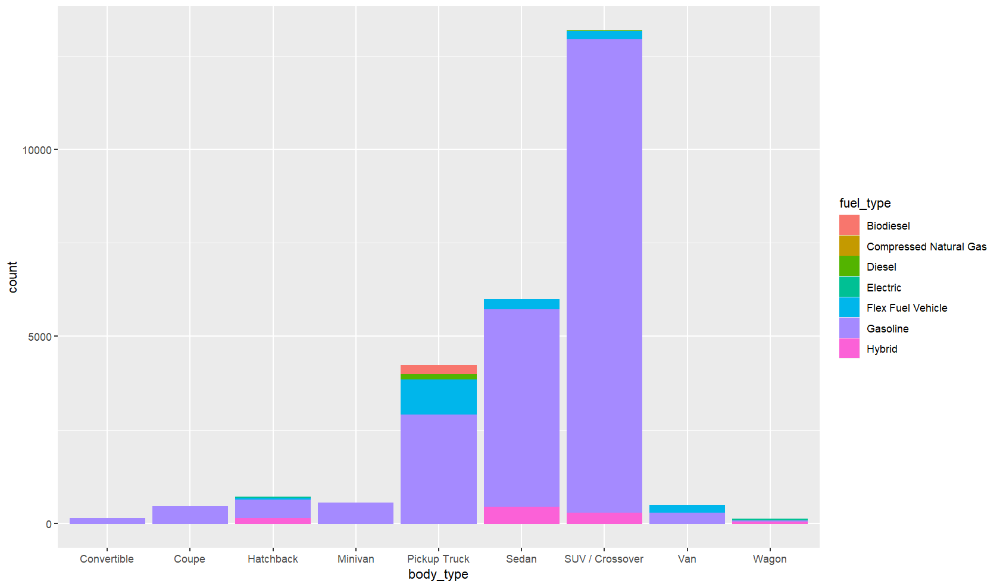 10000
5000
0
count
Convertible
Coupe
Hatchback
Minivan
Pickup Truck
Sedan
SUV / Crossover
Van
Wagon
body_type
fuel_type
Biodiesel
Compressed Natural Gas
Diesel
Electric
Flex Fuel Vehicle
Gasoline
Hybrid